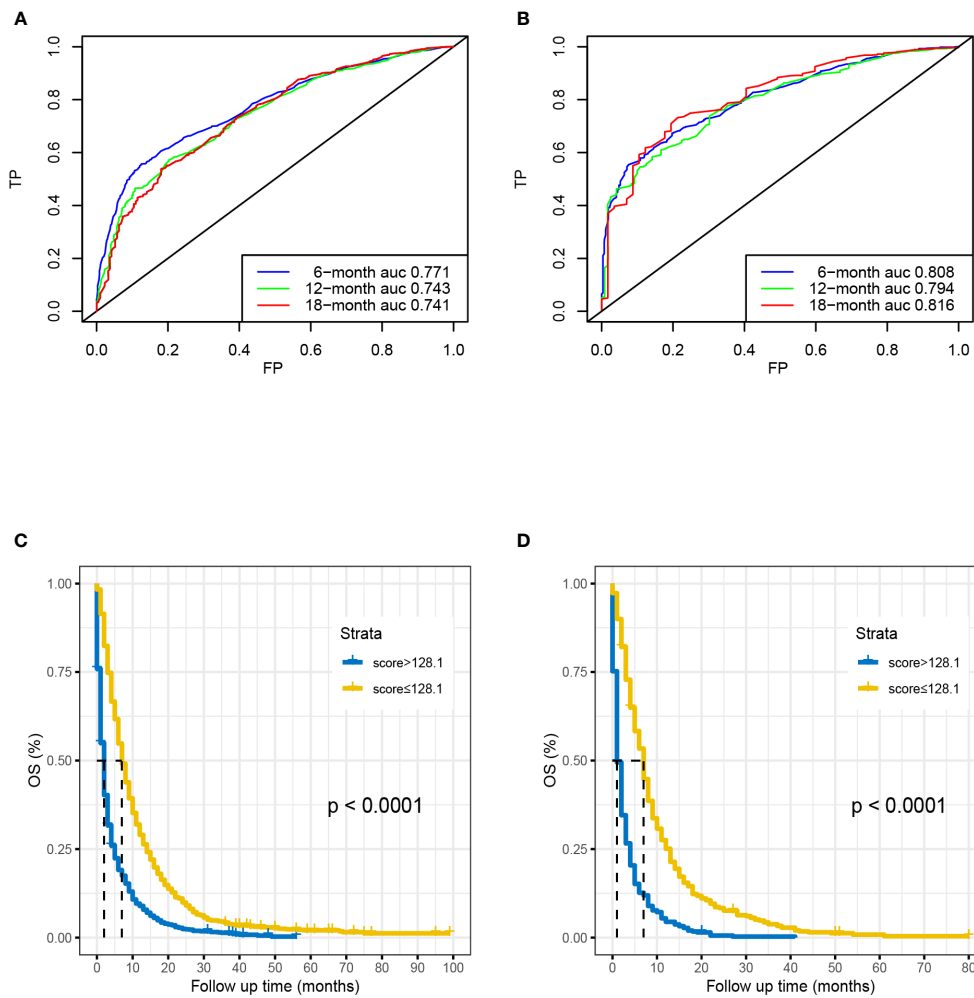 A
TP
1.0
0.8
0.6
0.4
0.2
0.0
6−month auc 0.771
12−month auc 0.743
18−month auc 0.741
0.0 0.2 0.4 0.6 0.8 1.0
FP
B
TP
1.0
0.8
0.6
0.4
0.2
0.0
6−month auc 0.808
12−month auc 0.794
18−month auc 0.816
0.0 0.2 0.4 0.6 0.8 1.0
FP
C
OS (%)
1.00
0.75
0.50
0.25
0.00
Strata
score>128.1
score≤128.1
p < 0.0001
0 10 20 30 40 50 60 70 80 90 100
Follow up time (months)
D
OS (%)
1.00
0.75
0.50
0.25
0.00
Strata
score>128.1
score≤128.1
p < 0.0001
0 10 20 30 40 50 60 70 80
Follow up time (months)